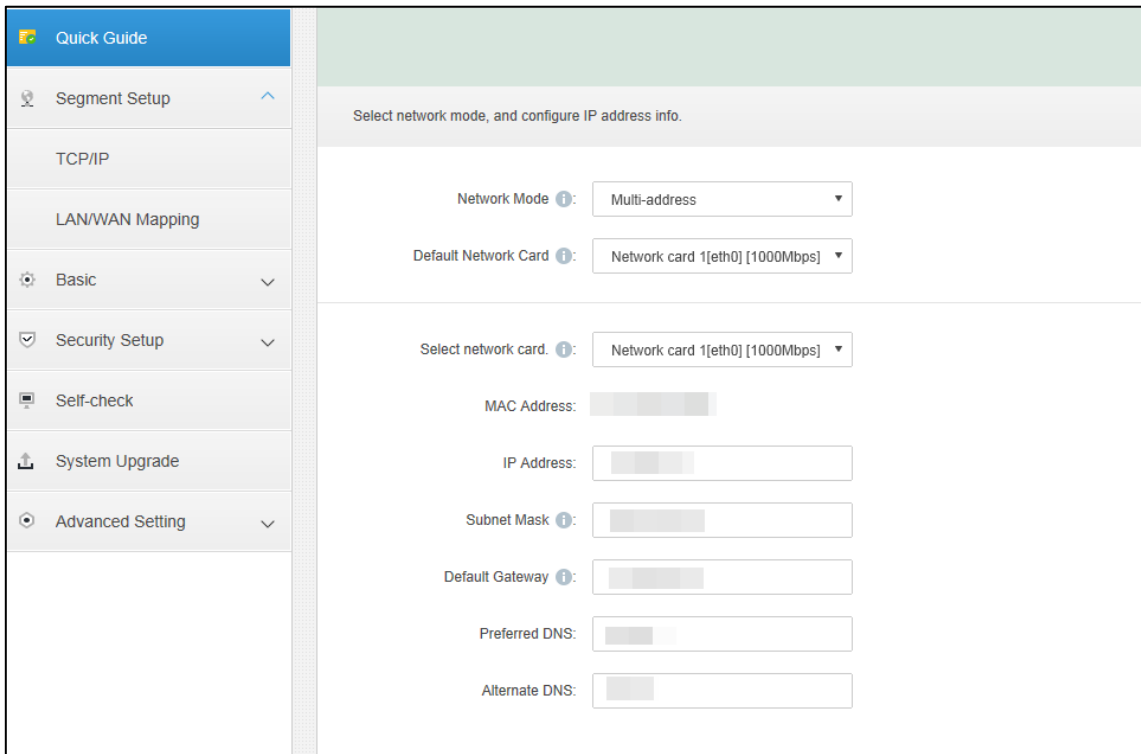 Quick Guide
Segment Setup
TCP/IP
LAN/WAN Mapping
Basic
Security Setup
Self-check
System Upgrade
Advanced Setting
Select network mode, and configure IP address info.
Network Mode i:
Multi-address
Default Network Card i:
Network card 1[eth0] [1000Mbps]
Select network card. i:
Network card 1[eth0] [1000Mbps]
MAC Address:
IP Address:
Subnet Mask i:
Default Gateway i:
Preferred DNS:
Alternate DNS: